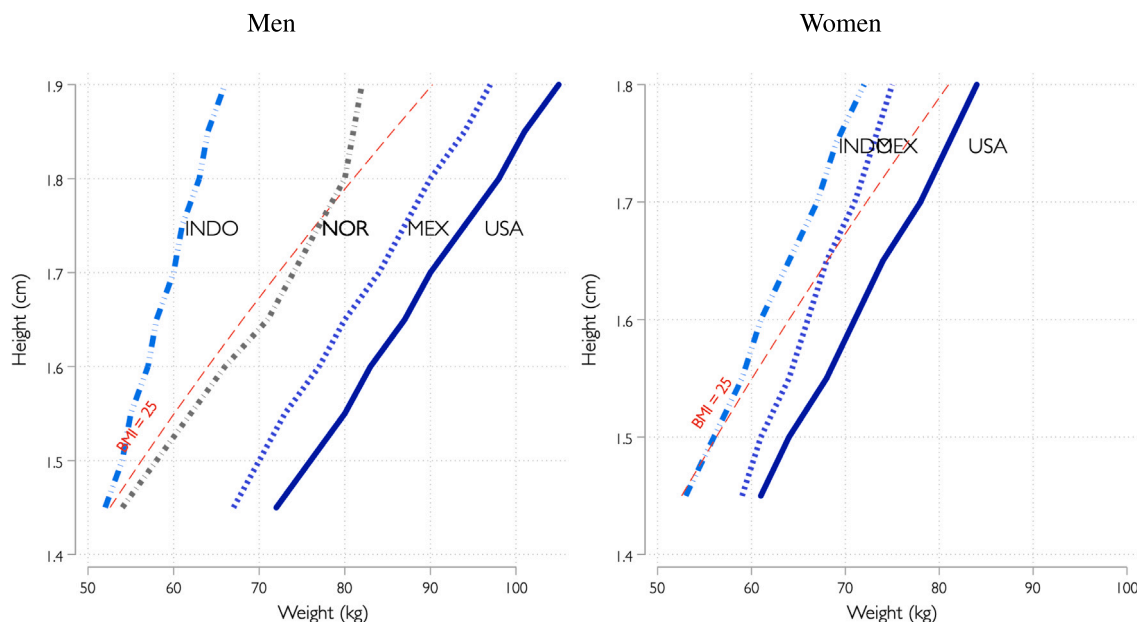 Men
1.9
1.8
1.7
1.6
1.5
1.4
Height (cm)
INDO
NOR
MEX
USA
BMI = 25
50 60 70 80 90 100
Weight (kg)
Women
1.8
1.7
1.6
1.5
1.4
Height (cm)
INDO
MEX
USA
BMI = 25
50 60 70 80 90 100
Weight (kg)